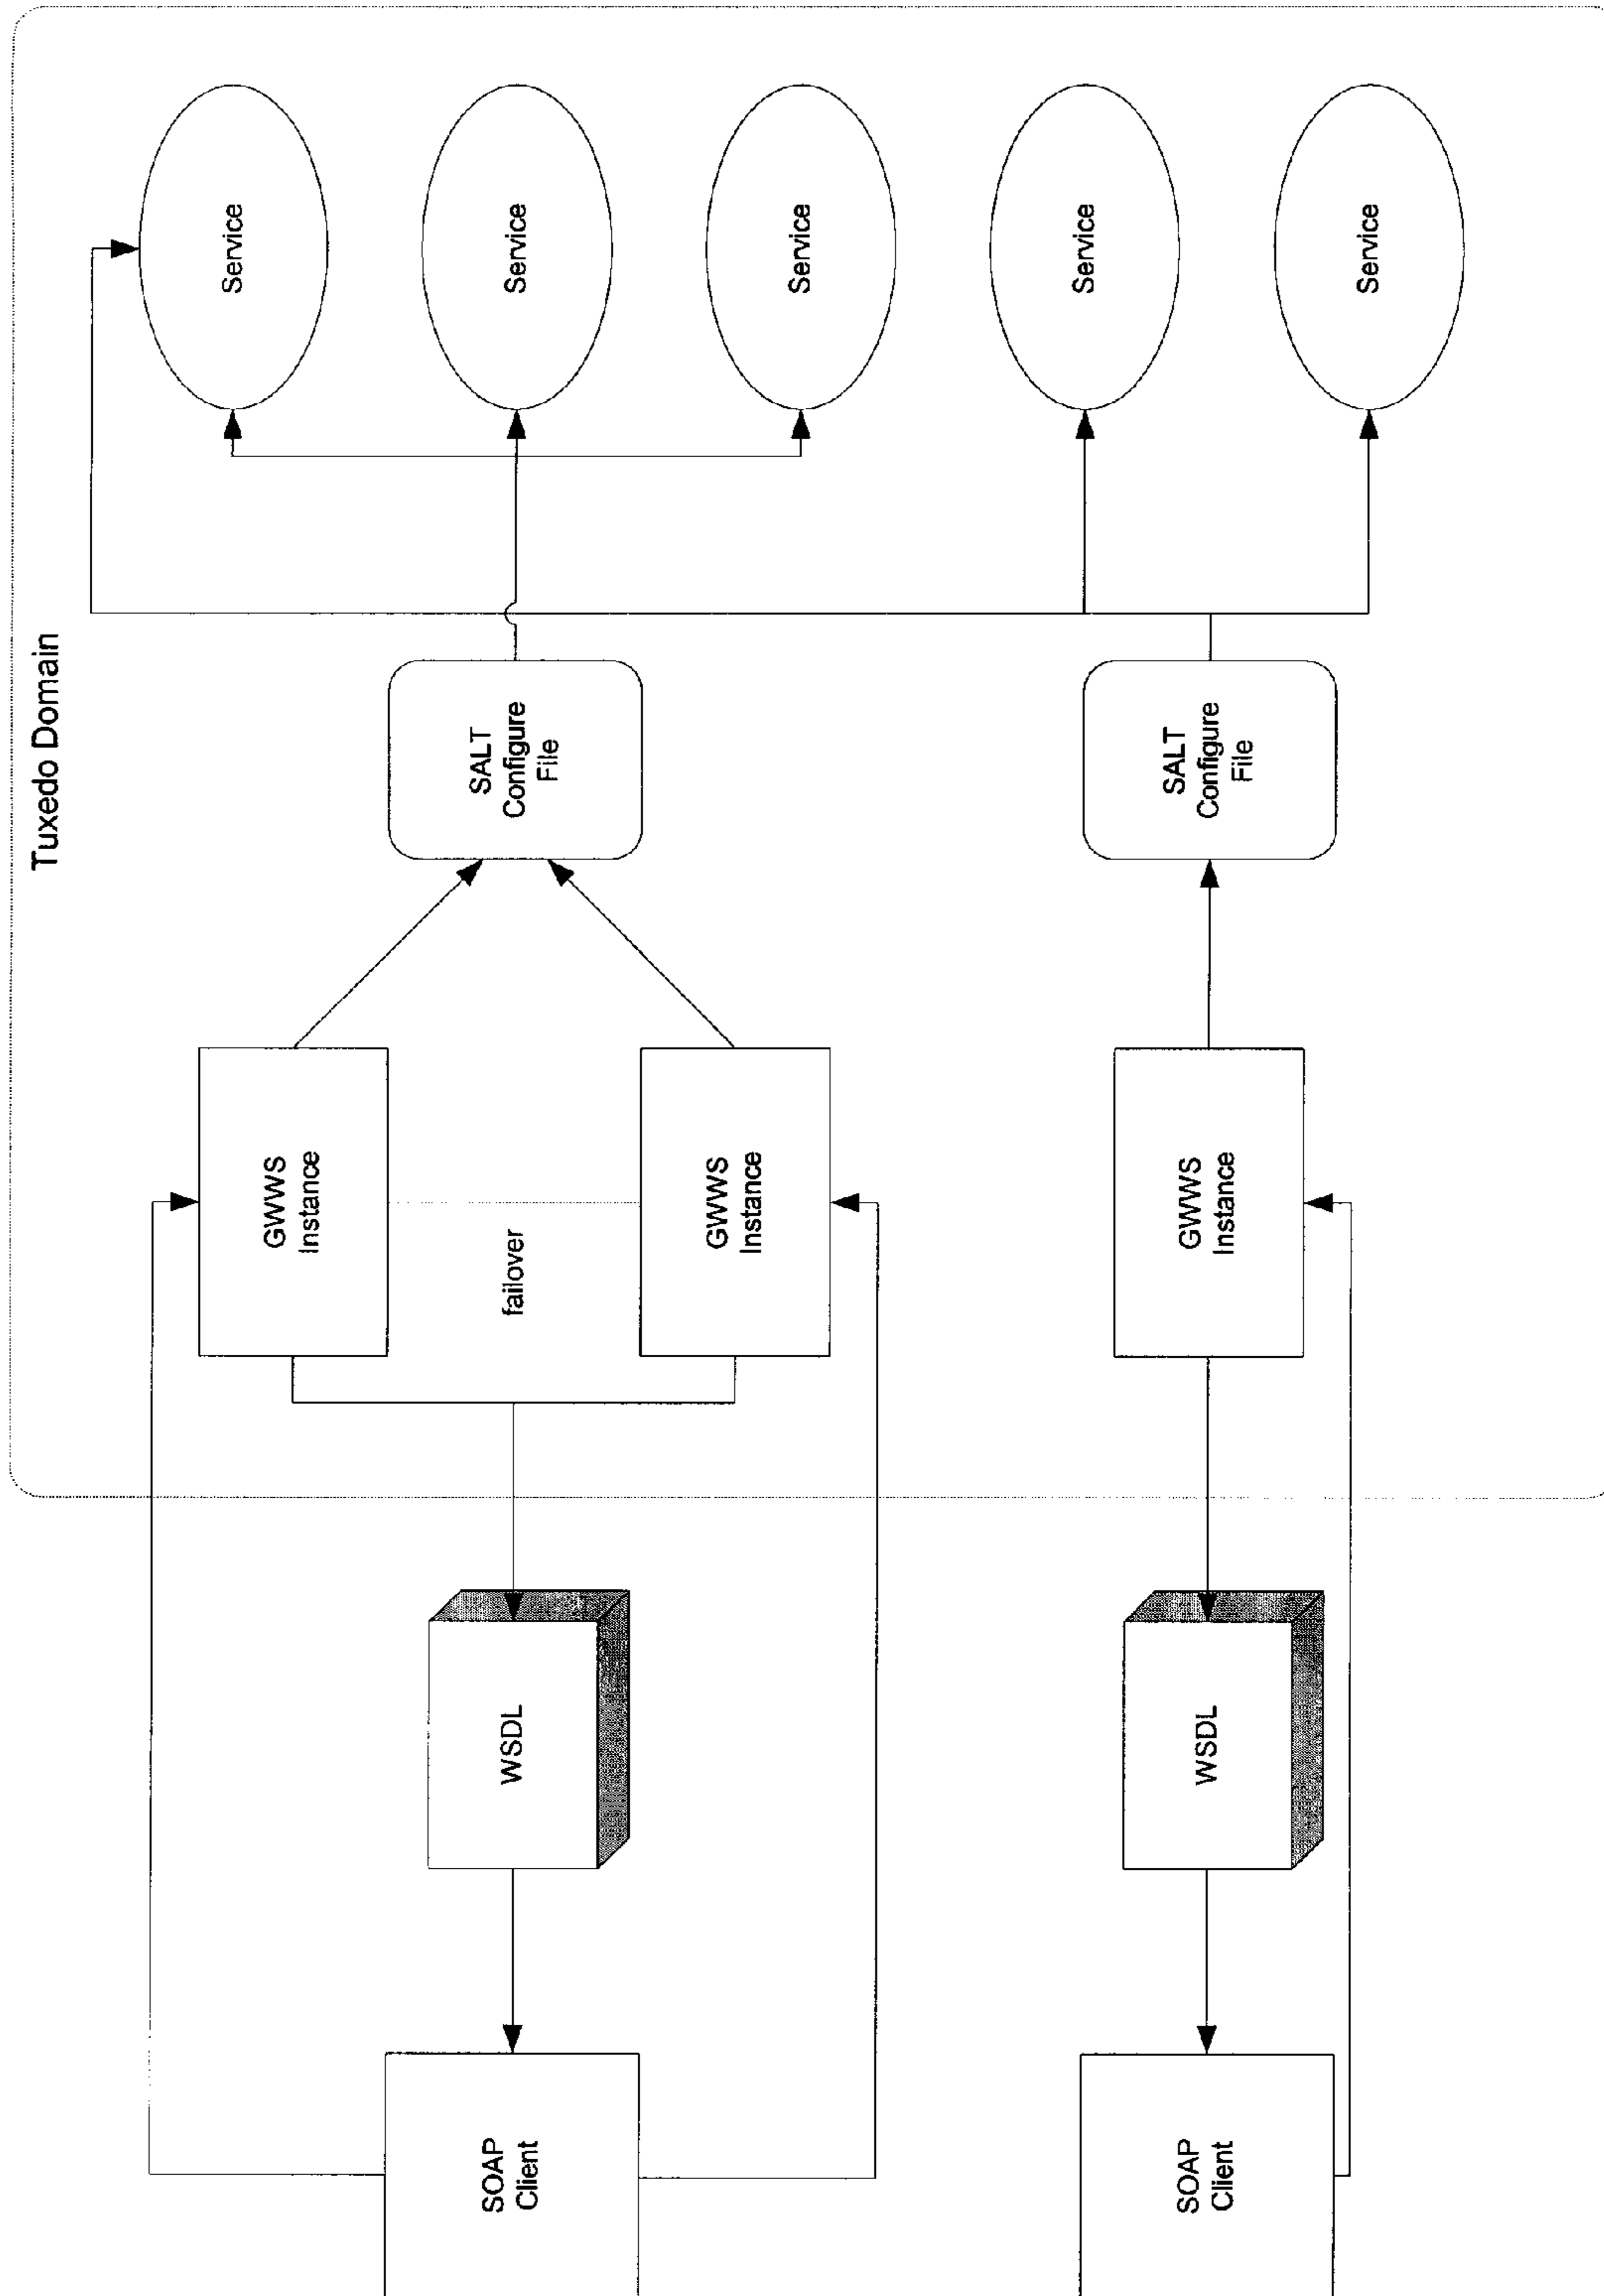 Tuxedo Domain
SOAP
Client
WSDL
GWWS
Instance
failover
GWWS
Instance
SALT
Configure
File
Service
Service
Service
SOAP
Client
WSDL
GWWS
Instance
SALT
Configure
File
Service
Service